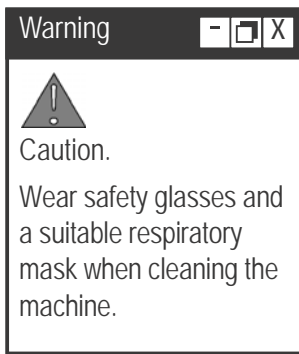 Warning
Caution.
Wear safety glasses and
a suitable respiratory
mask when cleaning the
machine.